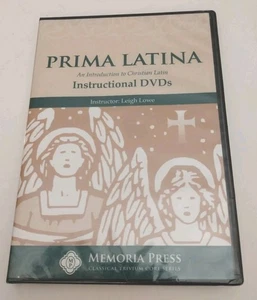 PRIMA LATINA
An Introduction to Christian Latin
Instructional DVDs
Instructor: Leigh Lowe
MEMORIA PRESS
CLASSICAL TRIVIUM CORE SERIES